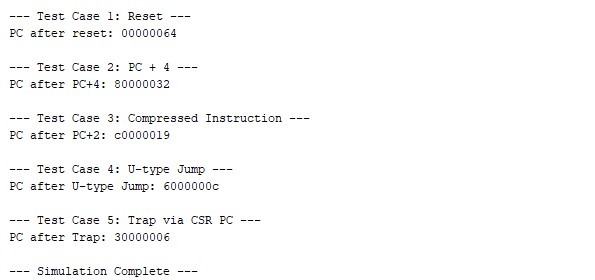 --- Test Case 1: Reset ---
PC after reset: 00000064
--- Test Case 2: PC + 4 ---
PC after PC+4: 80000032
--- Test Case 3: Compressed Instruction ---
PC after PC+2: c0000019
--- Test Case 4: U-type Jump ---
PC after U-type Jump: 6000000c
--- Test Case 5: Trap via CSR PC ---
PC after Trap: 30000006
--- Simulation Complete ---